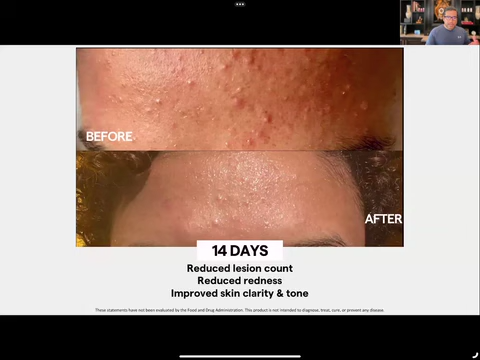 BEFORE
AFTER
14 DAYS
Reduced lesion count
Reduced redness
Improved skin clarity & tone
These statements have not been evaluated by the Food and Drug Administration. This product is not intended to diagnose, treat, cure, or prevent any disease.